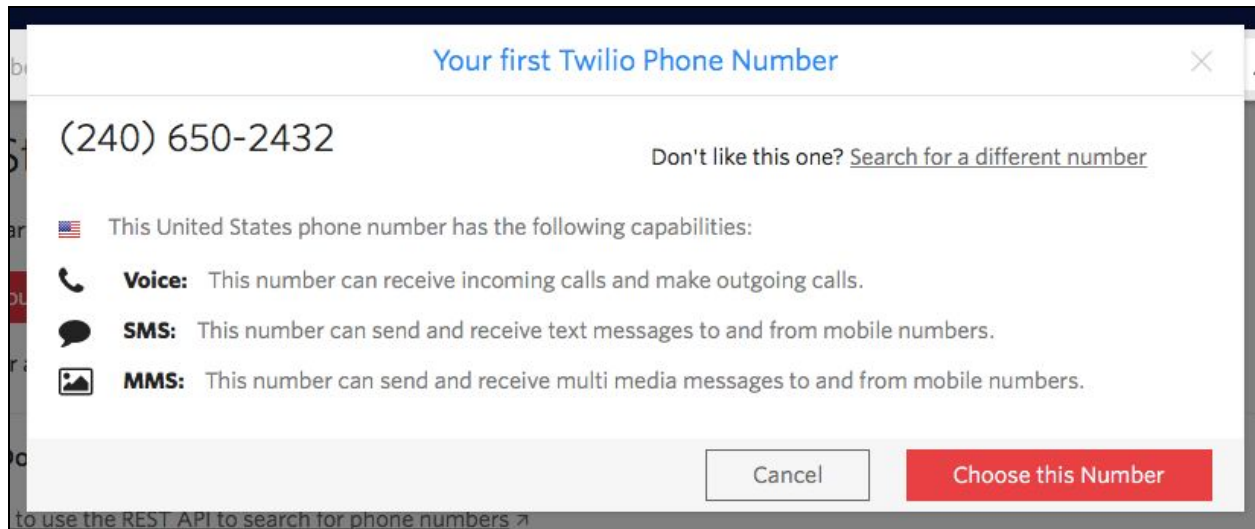 Your first Twilio Phone Number
(240) 650-2432
Don't like this one? Search for a different number
This United States phone number has the following capabilities:
Voice: This number can receive incoming calls and make outgoing calls.
SMS: This number can send and receive text messages to and from mobile numbers.
MMS: This number can send and receive multi media messages to and from mobile numbers.
Cancel
Choose this Number
to use the REST API to search for phone numbers ↗